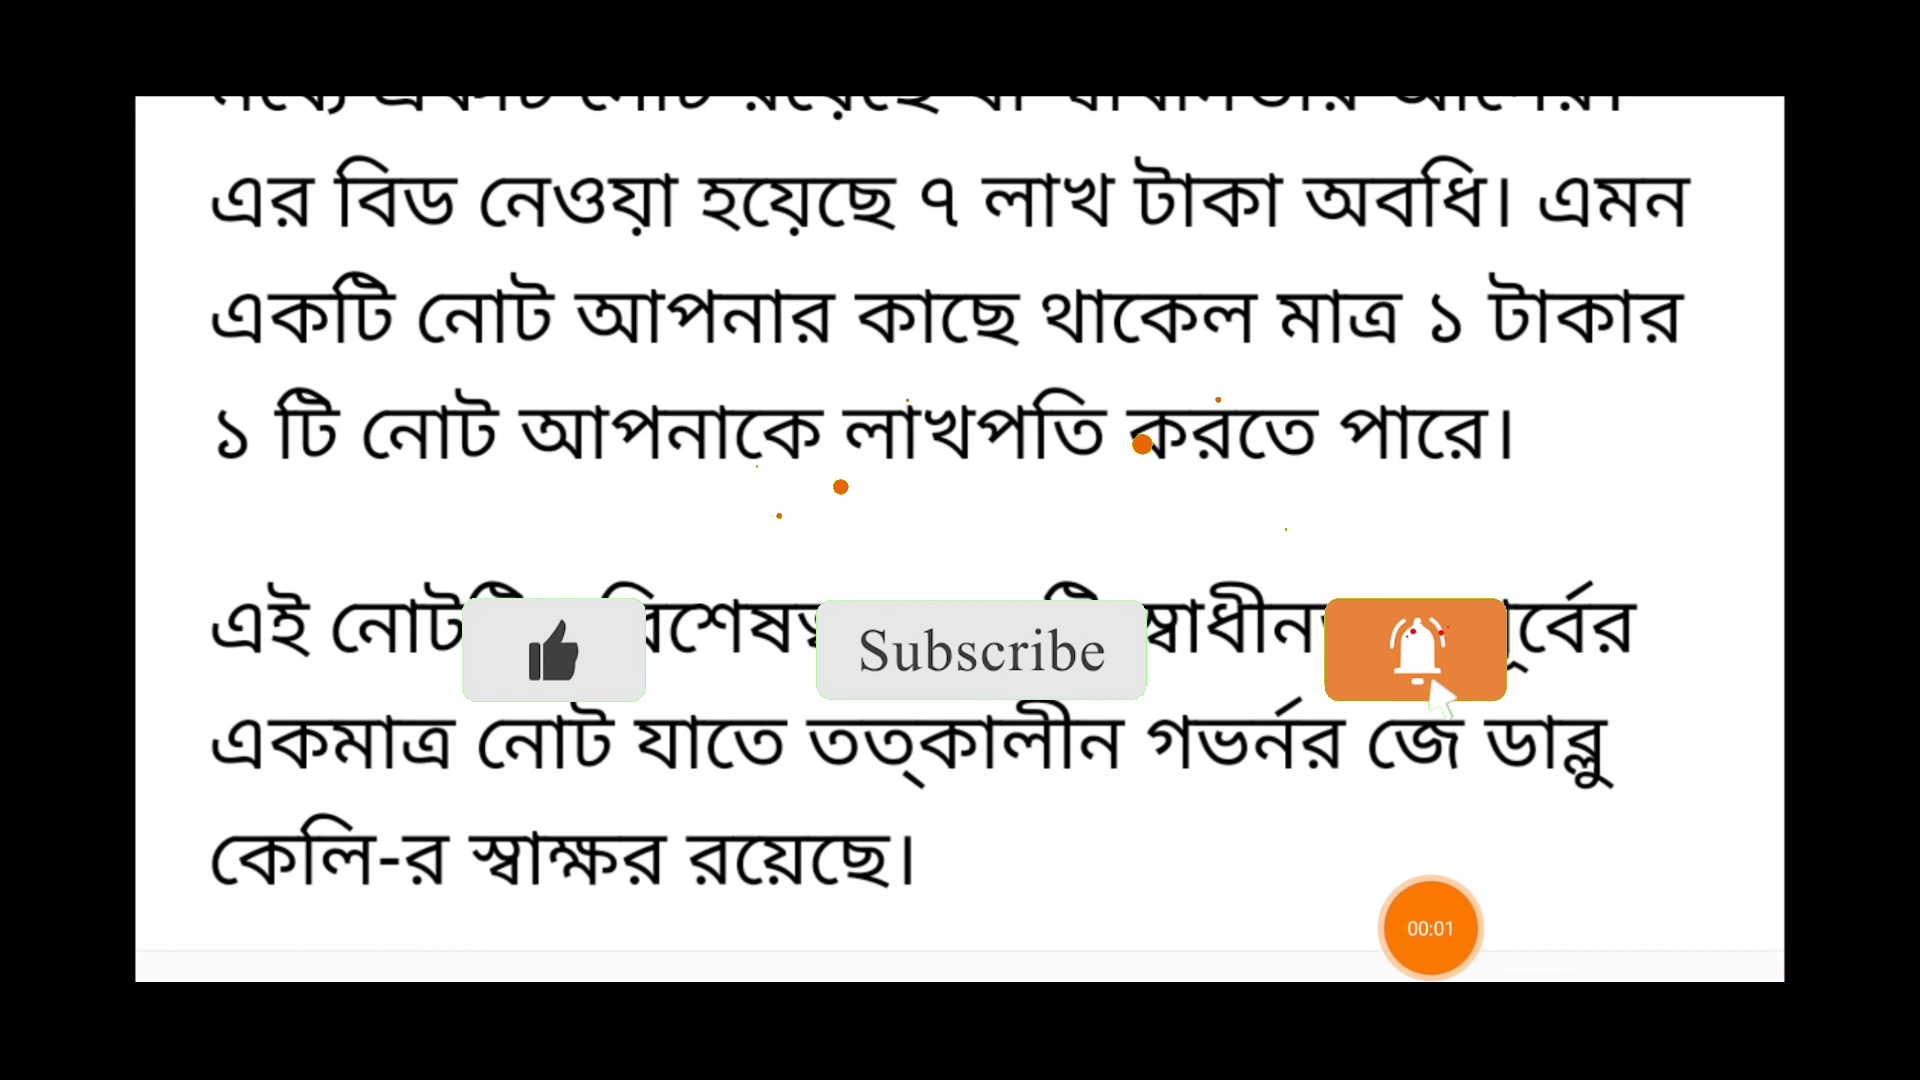 এর বিড নেওয়া হয়েছে ৭ লাখ টাকা অবধি। এমন
একটি নোট আপনার কাছে থাকেল মাত্র ১ টাকার
১ টি নোট আপনাকে লাখপতি করতে পারে।
এই
Subscribe
একমাত্র নোট যাতে তত্কালীন গভর্নর জে ডাব্লু
কেলি-র স্বাক্ষর রয়েছে।
00:01